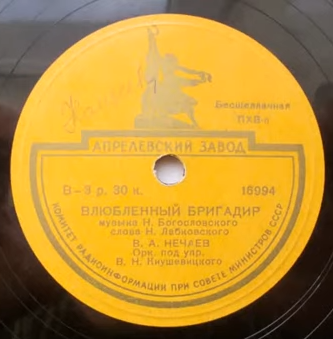 Бесшеллачная
ПХВ-а
АПРЕЛЕВСКИЙ ЗАВОД
В-9 р. 30 к. 16994
ВЛЮБЛЕННЫЙ БРИГАДИР
музыка Н. Богословского
слова Н. Лабковского
В. А. НЕЧАЕВ
Орк. под упр.
В. Н. Кнушевицкого
КОМИТЕТ РАДИОИНФОРМАЦИИ ПРИ СОВЕТЕ МИНИСТРОВ СССР